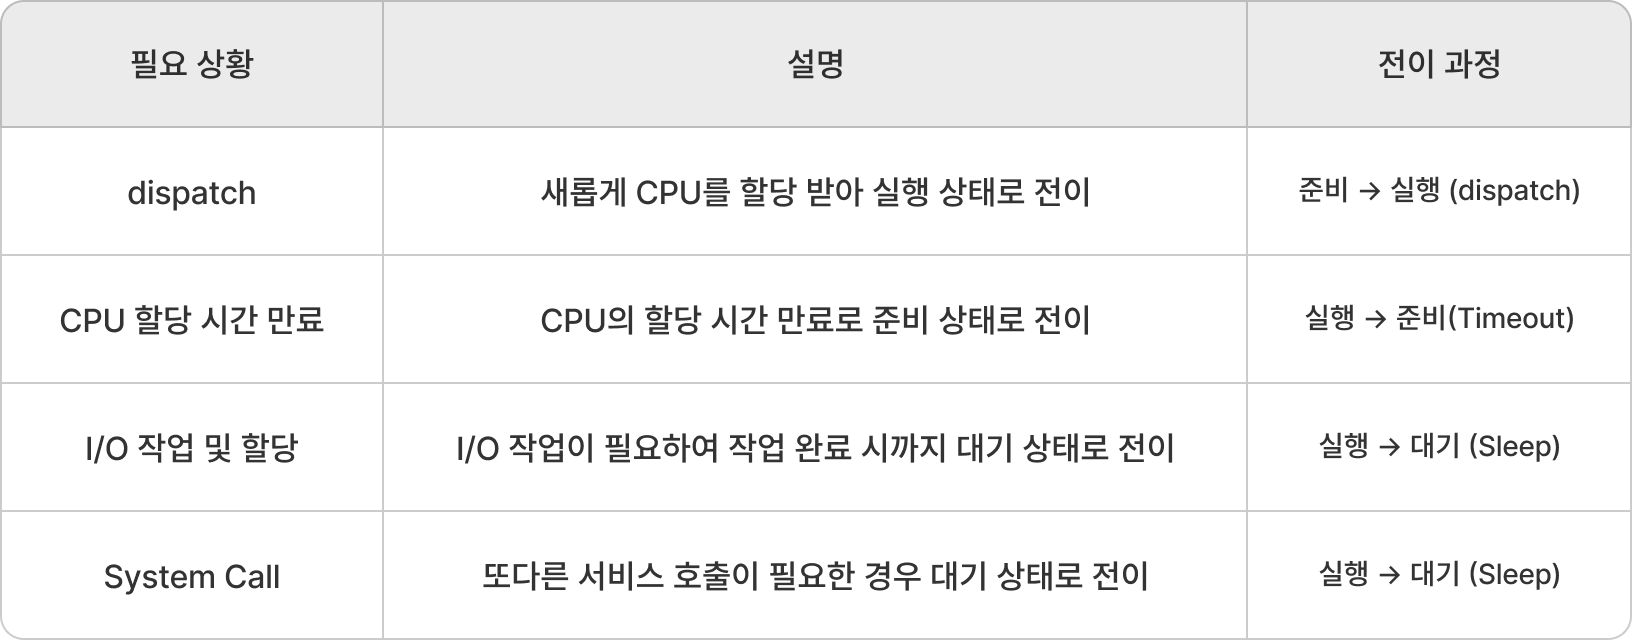 필요 상황
설명
전이 과정
dispatch
새롭게 CPU를 할당 받아 실행 상태로 전이
준비 → 실행 (dispatch)
CPU 할당 시간 만료
CPU의 할당 시간 만료로 준비 상태로 전이
실행 → 준비(Timeout)
I/O 작업 및 할당
I/O 작업이 필요하여 작업 완료 시까지 대기 상태로 전이
실행 → 대기 (Sleep)
System Call
또다른 서비스 호출이 필요한 경우 대기 상태로 전이
실행 → 대기 (Sleep)